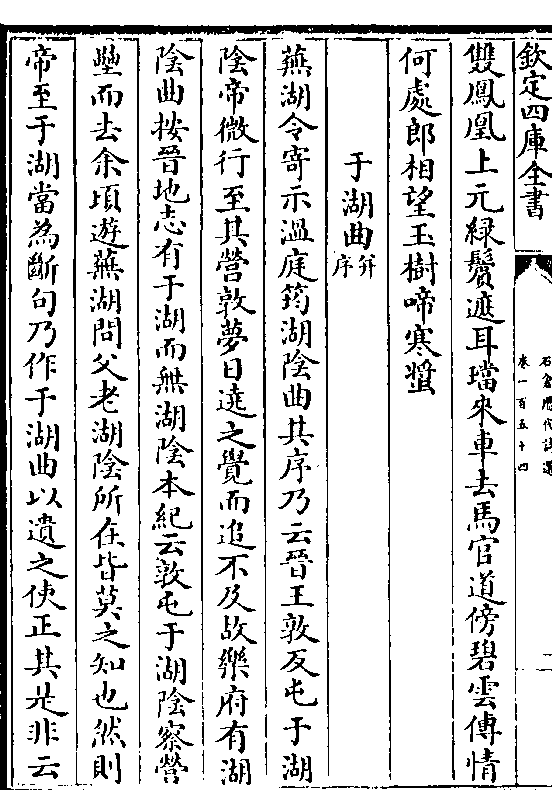 欽定四庫全書
石倉歷代詩選
卷一百五十四
二
雙鳳凰上元緑鬢遮耳璫來車去馬官道傍碧雲傳情
何處郎相望玉樹啼寒螿
于湖曲并序
蕪湖令寄示溫庭筠湖陰曲其序乃云晉王敦反屯于湖
陰帝微行至其營敦夢日遶之覺而追不及故樂府有湖
陰曲按晉地志有于湖而無湖陰本紀云敦屯于湖陰察營
壘而去余頃遊蕪湖問父老湖陰所在皆莫之知也然則
帝至于湖當為斷句乃作于湖曲以遺之使正其是非云